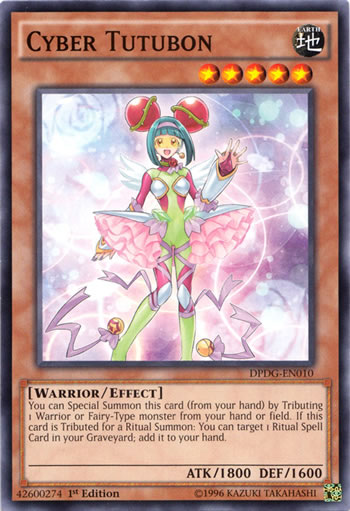 CYBER TUTUBON
EARTH
地
DPDG-EN010
[WARRIOR/EFFECT]
You can Special Summon this card (from your hand) by Tributing
1 Warrior or Fairy-Type monster from your hand or field. If this
card is Tributed for a Ritual Summon: You can target 1 Ritual Spell
Card in your Graveyard; add it to your hand.
ATK/1800 DEF/1600
42600274 1st Edition ©1996 KAZUKI TAKAHASHI